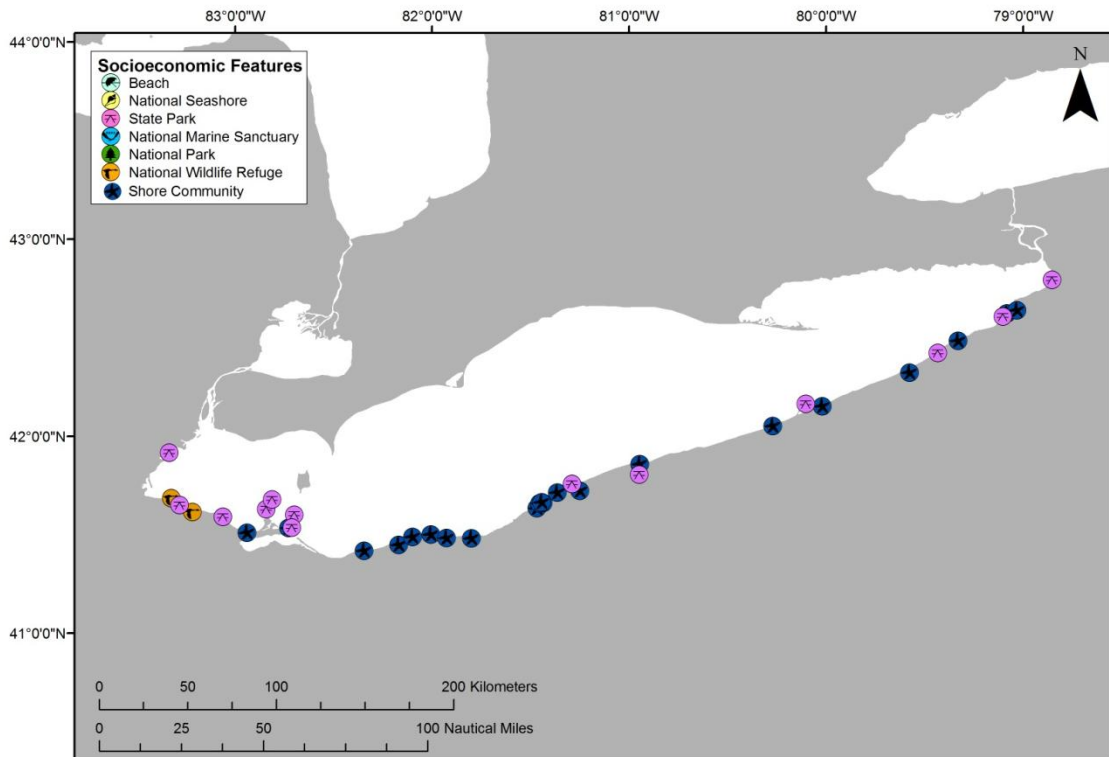 83°0'0"W 82°0'0"W 81°0'0"W 80°0'0"W 79°0'0"W
44°0'0"N
Socioeconomic Features
Beach
National Seashore
State Park
National Marine Sanctuary
National Park
National Wildlife Refuge
Shore Community
N
43°0'0"N
42°0'0"N
41°0'0"N
0 50 100 200 Kilometers
0 25 50 100 Nautical Miles